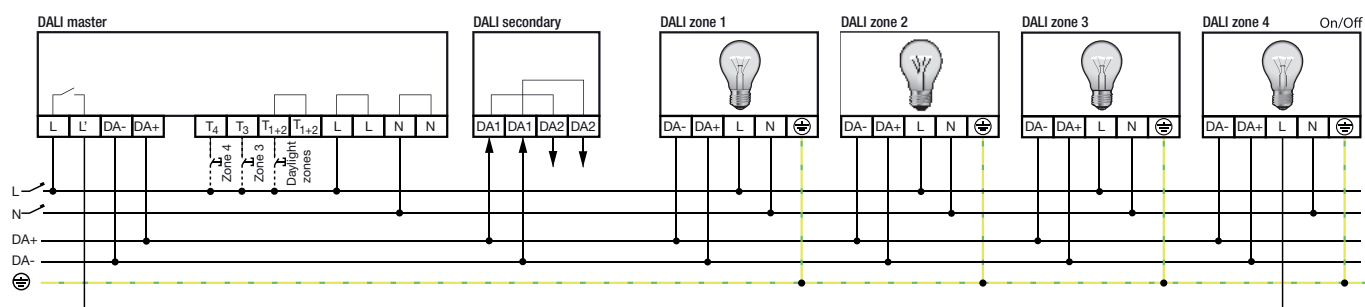 DALI master
DALI secondary
DALI zone 1
DALI zone 2
DALI zone 3
DALI zone 4
On/Off
L L' DA- DA+ T4 T3 T1+2 T1+2 L L N N
DA1 DA1 DA2 DA2
DA- DA+ L N
DA- DA+ L N
DA- DA+ L N
DA- DA+ L N
Zone 4
Zone 3
Daylight
zones
L
N
DA+
DA-